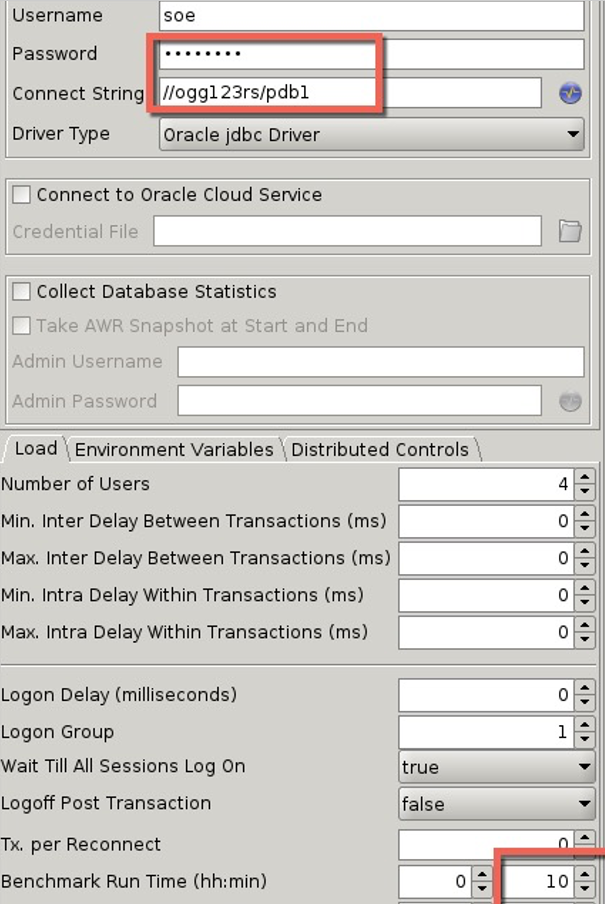 Username soe
Password ••••••••
Connect String //ogg123rs/pdb1
Driver Type Oracle jdbc Driver
Connect to Oracle Cloud Service
Credential File
Collect Database Statistics
Take AWR Snapshot at Start and End
Admin Username
Admin Password
Load Environment Variables Distributed Controls
Number of Users 4
Min. Inter Delay Between Transactions (ms) 0
Max. Inter Delay Between Transactions (ms) 0
Min. Intra Delay Within Transactions (ms) 0
Max. Intra Delay Within Transactions (ms) 0
Logon Delay (milliseconds) 0
Logon Group 1
Wait Till All Sessions Log On true
Logoff Post Transaction false
Tx. per Reconnect 0
Benchmark Run Time (hh:min) 0 10